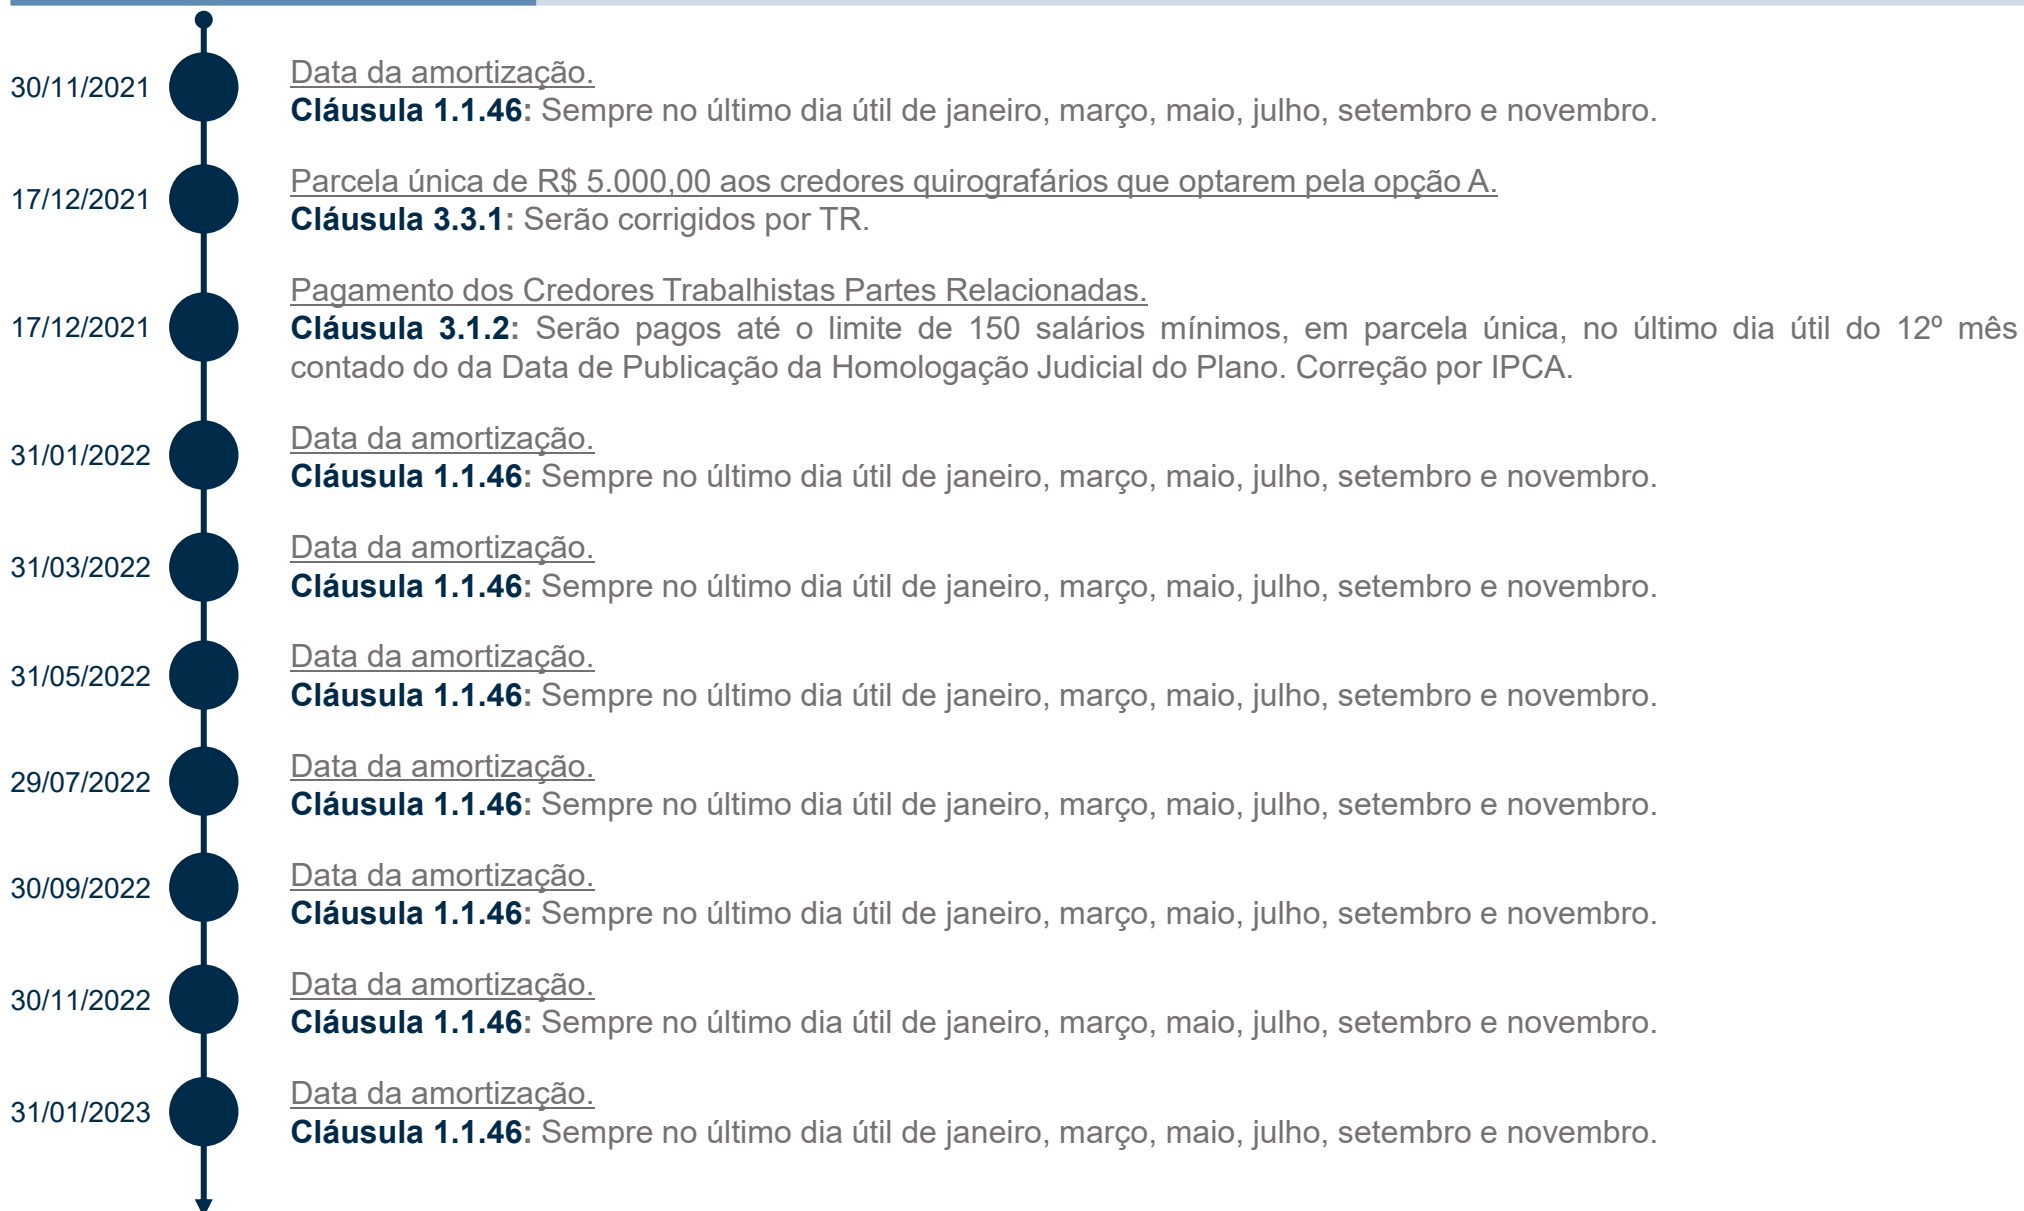 30/11/2021
Data da amortização.
Cláusula 1.1.46: Sempre no último dia útil de janeiro, março, maio, julho, setembro e novembro.
17/12/2021
Parcela única de R$ 5.000,00 aos credores quirografários que optarem pela opção A.
Cláusula 3.3.1: Serão corrigidos por TR.
17/12/2021
Pagamento dos Credores Trabalhistas Partes Relacionadas.
Cláusula 3.1.2: Serão pagos até o limite de 150 salários mínimos, em parcela única, no último dia útil do 12º mês
contado do da Data de Publicação da Homologação Judicial do Plano. Correção por IPCA.
31/01/2022
Data da amortização.
Cláusula 1.1.46: Sempre no último dia útil de janeiro, março, maio, julho, setembro e novembro.
31/03/2022
Data da amortização.
Cláusula 1.1.46: Sempre no último dia útil de janeiro, março, maio, julho, setembro e novembro.
31/05/2022
Data da amortização.
Cláusula 1.1.46: Sempre no último dia útil de janeiro, março, maio, julho, setembro e novembro.
29/07/2022
Data da amortização.
Cláusula 1.1.46: Sempre no último dia útil de janeiro, março, maio, julho, setembro e novembro.
30/09/2022
Data da amortização.
Cláusula 1.1.46: Sempre no último dia útil de janeiro, março, maio, julho, setembro e novembro.
30/11/2022
Data da amortização.
Cláusula 1.1.46: Sempre no último dia útil de janeiro, março, maio, julho, setembro e novembro.
31/01/2023
Data da amortização.
Cláusula 1.1.46: Sempre no último dia útil de janeiro, março, maio, julho, setembro e novembro.